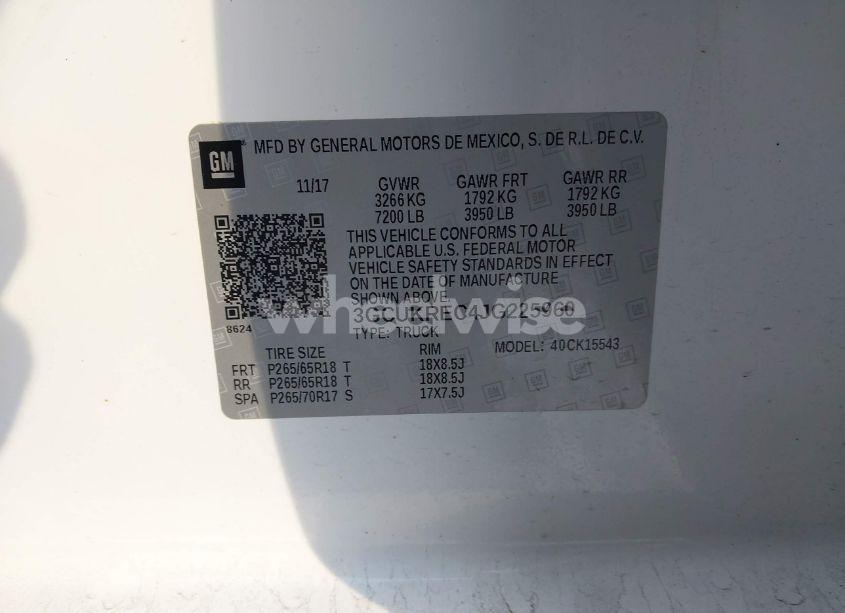 GM
MFD BY GENERAL MOTORS DE MEXICO, S. DE R.L. DE C.V.
11/17 GVWR GAWR FRT GAWR RR
3266 KG 1792 KG 1792 KG
7200 LB 3950 LB 3950 LB
THIS VEHICLE CONFORMS TO ALL
APPLICABLE U.S. FEDERAL MOTOR
VEHICLE SAFETY STANDARDS IN EFFECT
ON THE DATE OF MANUFACTURE
SHOWN ABOVE.
3GCUKREC4JG225960
8624
TYPE: TRUCK
MODEL: 40CK15543
TIRE SIZE RIM
FRT P265/65R18 T 18X8.5J
RR P265/65R18 T 18X8.5J
SPA P265/70R17 S 17X7.5J
wheelwise